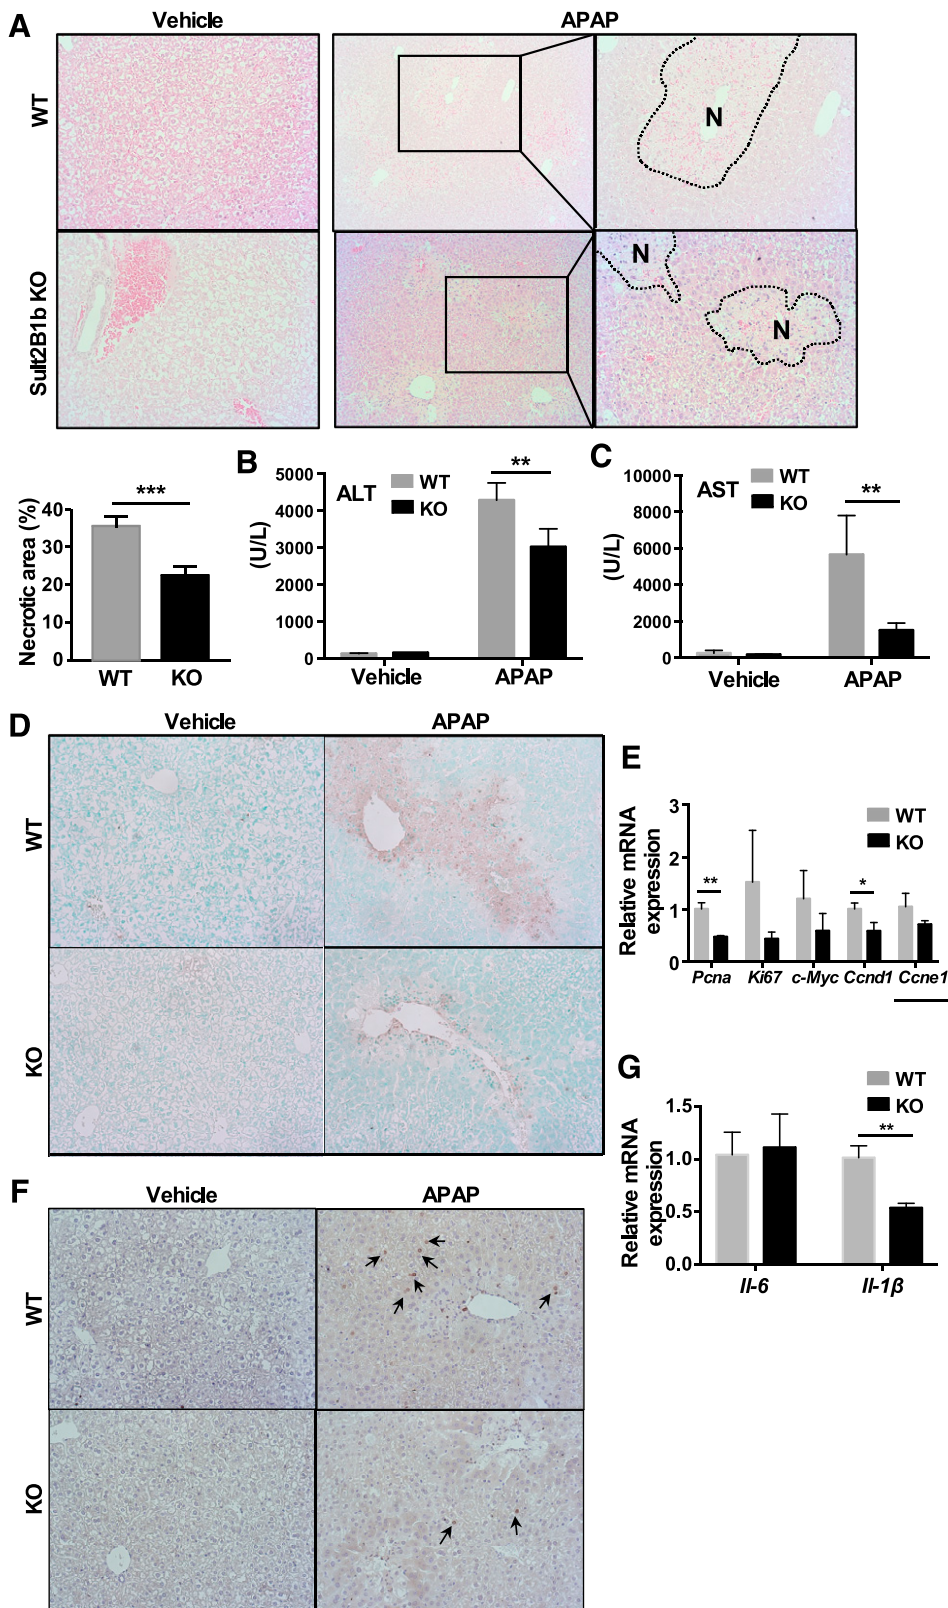 A
Vehicle
APAP
WT
N
Sult2B1b KO
N
N
Necrotic area (%)
40
30
20
10
0
***
WT
KO
B
(U/L)
5000
4000
3000
2000
1000
0
ALT
WT
KO
**
Vehicle
APAP
C
(U/L)
10000
8000
6000
4000
2000
0
AST
WT
KO
**
Vehicle
APAP
D
Vehicle
APAP
WT
KO
E
Relative mRNA
expression
3
2
1
0
WT
KO
**
*
Pcna
Ki67
c-Myc
Ccnd1
Ccne1
F
Vehicle
APAP
WT
KO
G
Relative mRNA
expression
1.5
1.0
0.5
0.0
WT
KO
**
Il-6
Il-1β